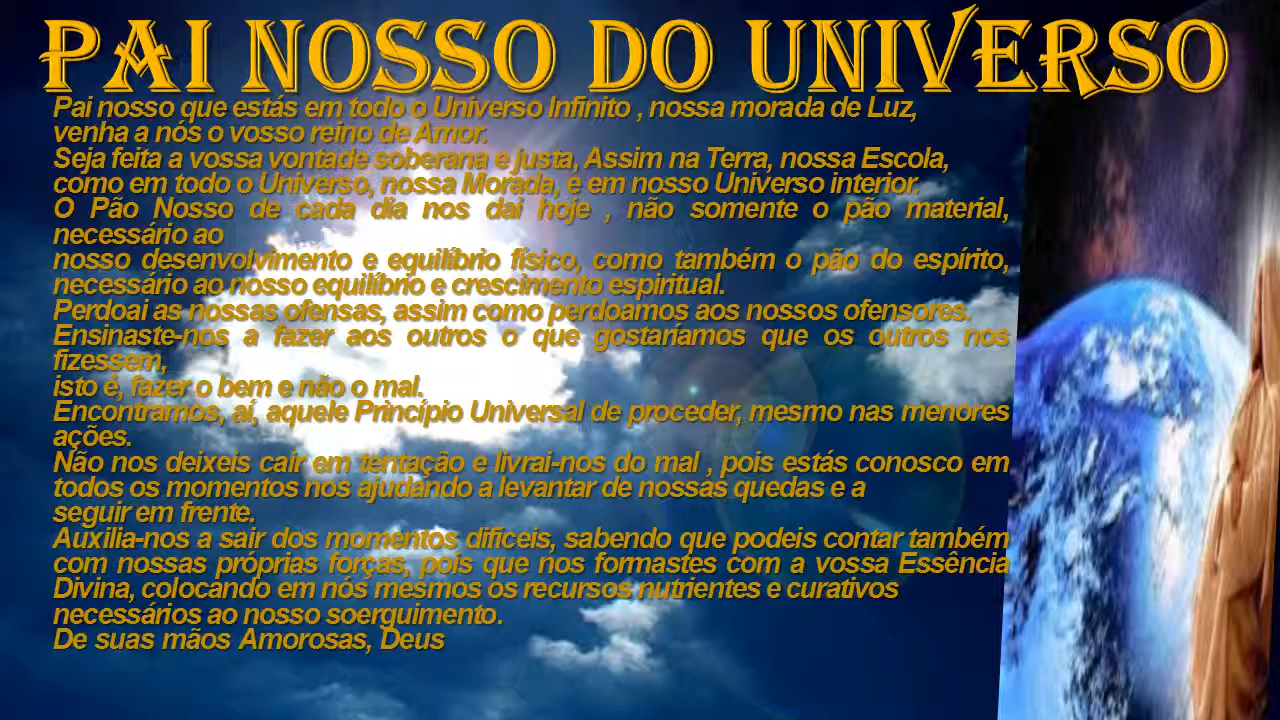 PAI NOSSO DO UNIVERSO
Pai nosso que estás em todo o Universo Infinito , nossa morada de Luz,
venha a nós o vosso reino de Amor.
Seja feita a vossa vontade soberana e justa, Assim na Terra, nossa Escola,
como em todo o Universo, nossa Morada, e em nosso Universo interior.
O Pão Nosso de cada dia nos dai hoje , não somente o pão material,
necessário ao
nosso desenvolvimento e equilíbrio físico, como também o pão do espírito,
necessário ao nosso equilíbrio e crescimento espiritual.
Perdoai as nossas ofensas, assim como perdoamos aos nossos ofensores.
Ensinaste-nos a fazer aos outros o que gostaríamos que os outros nos
fizessem,
isto é, fazer o bem e não o mal.
Encontramos, aí, aquele Princípio Universal de proceder, mesmo nas menores
ações.
Não nos deixeis cair em tentação e livrai-nos do mal , pois estás conosco em
todos os momentos nos ajudando a levantar de nossas quedas e a
seguir em frente.
Auxilia-nos a sair dos momentos difíceis, sabendo que podeis contar também
com nossas próprias forças, pois que nos formastes com a vossa Essência
Divina, colocando em nós mesmos os recursos nutrientes e curativos
necessários ao nosso soerguimento.
De suas mãos Amorosas, Deus